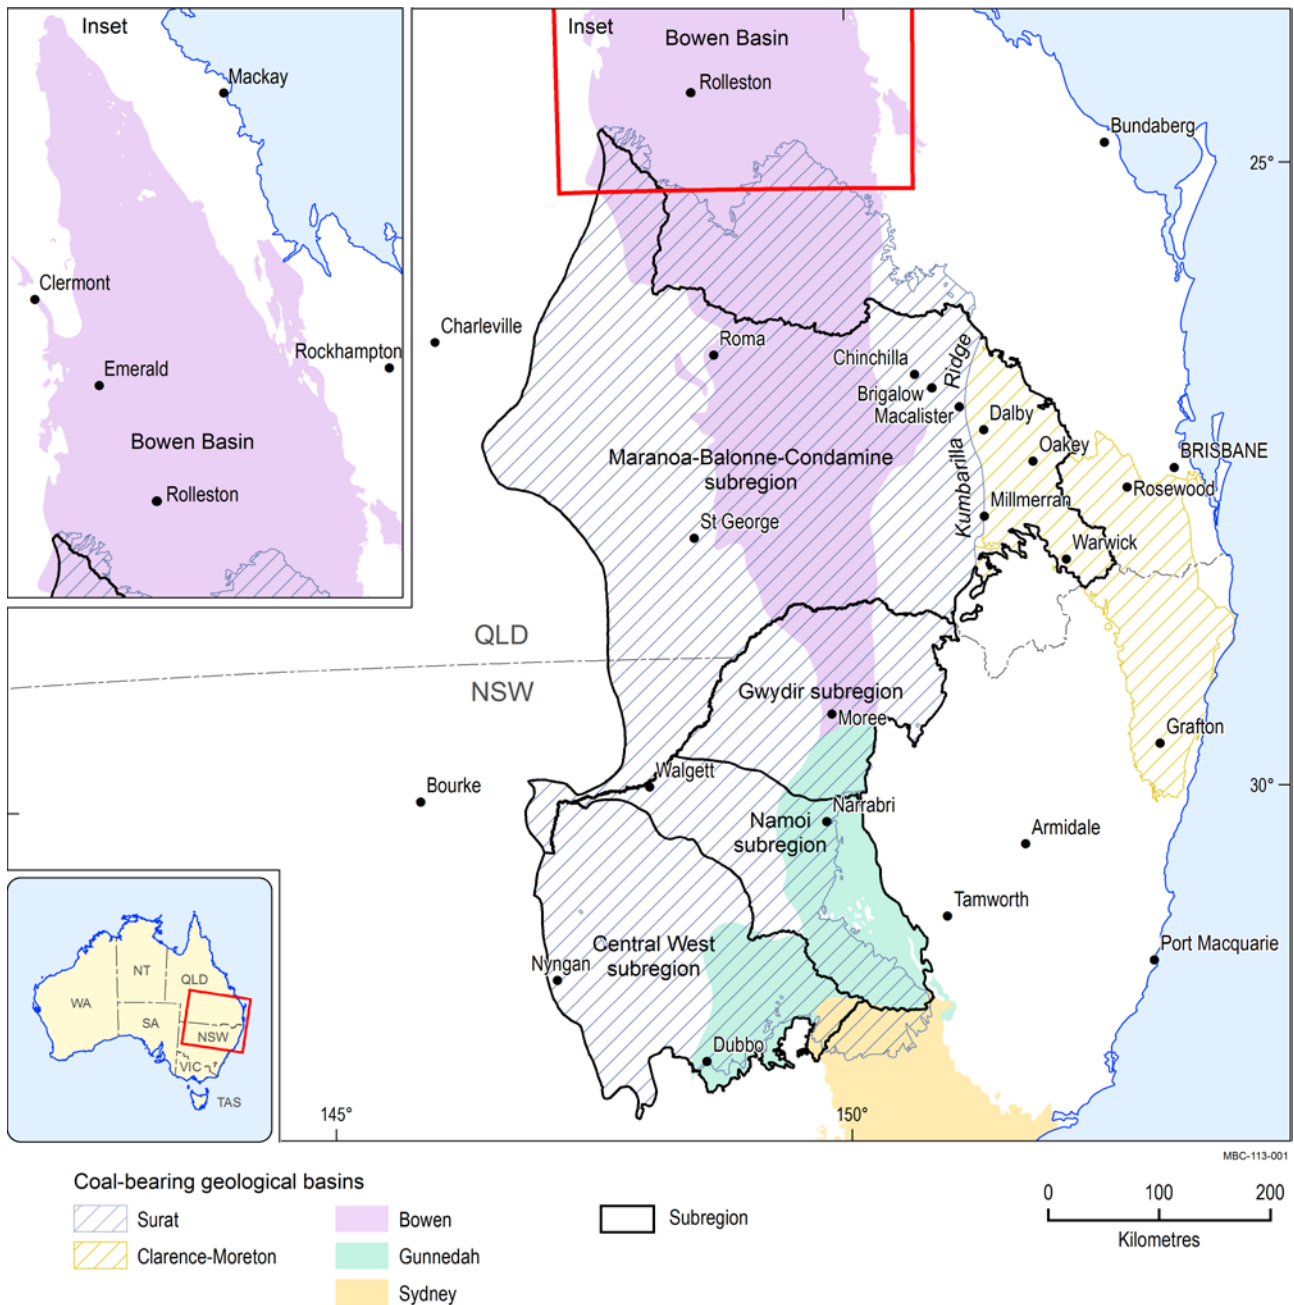 Inset
Mackay
Clermont
Emerald
Rockhampton
Bowen Basin
Rolleston
Inset
Bowen Basin
Rolleston
Bundaberg
25°
Charleville
Roma
Chinchilla
Brigalow
Macalister
Kumbarilla Ridge
Dalby
Oakey
BRISBANE
Rosewood
Maranoa-Balonne-Condamine
subregion
St George
Millmerran
Warwick
QLD
NSW
Gwydir subregion
Moree
Grafton
Bourke
Walgett
30°
Narrabri
Namoi
subregion
Armidale
Tamworth
Central West
subregion
Nyngan
Port Macquarie
Dubbo
145°
150°
NT
QLD
WA
SA
NSW
VIC
TAS
MBC-113-001
Coal-bearing geological basins
Surat
Clarence-Moreton
Bowen
Gunnedah
Sydney
Subregion
0 100 200
Kilometres